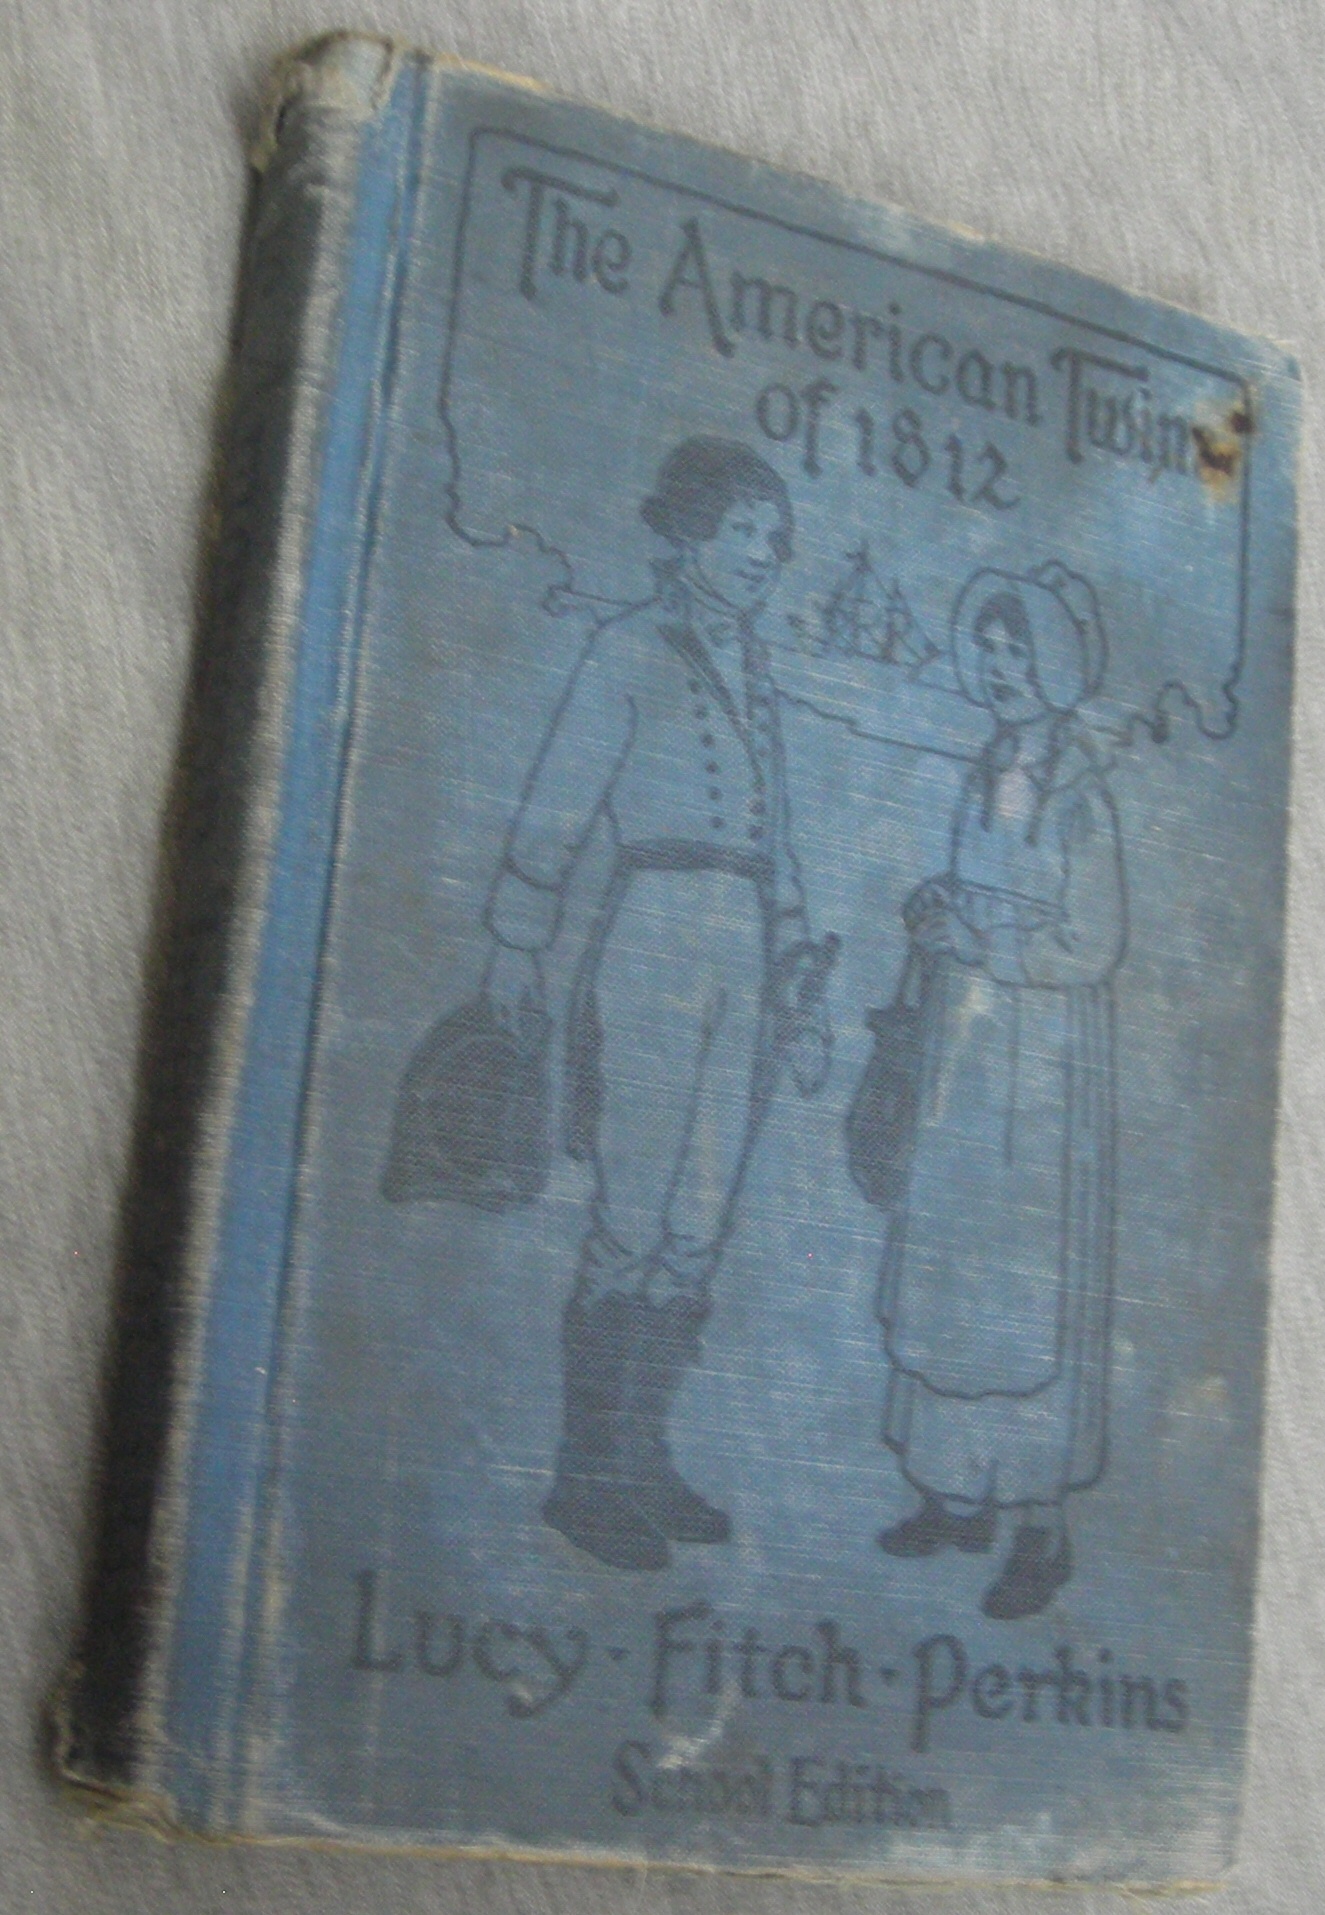 The American Twins
of 1812
Lucy · Fitch · Perkins
School Edition